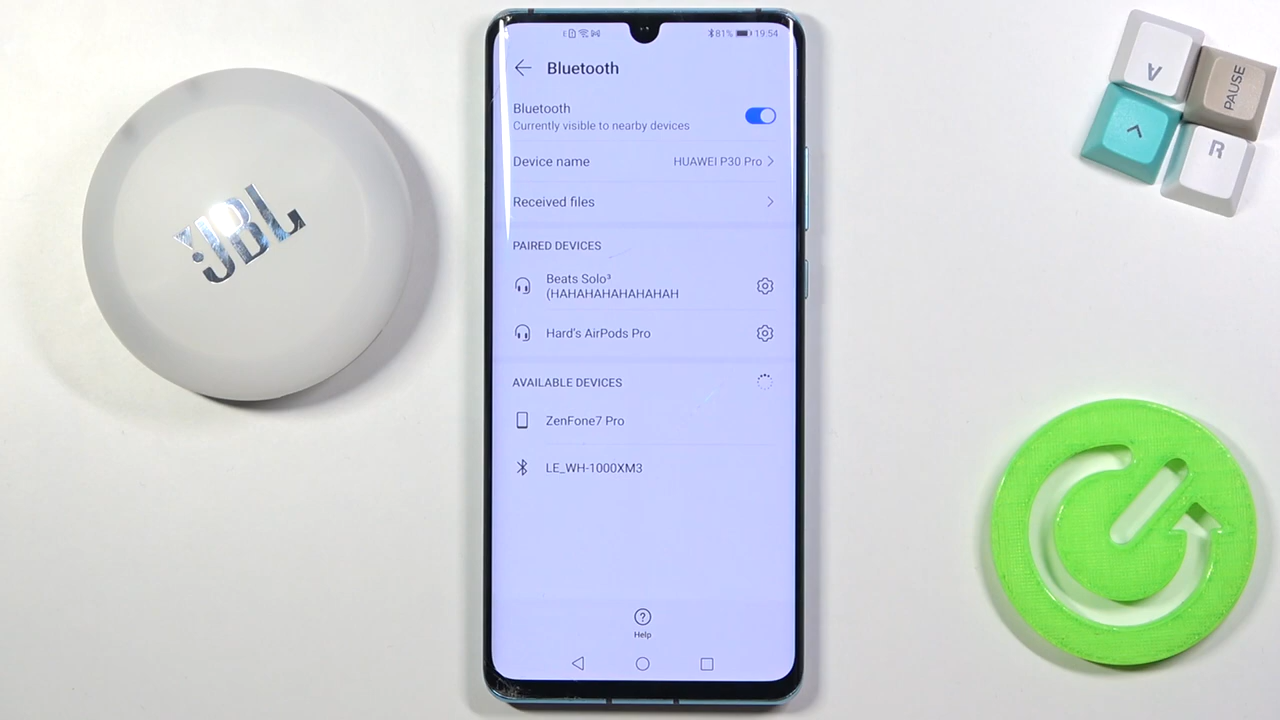 JBL
81% 19:54
Bluetooth
Bluetooth
Currently visible to nearby devices
Device name HUAWEI P30 Pro
Received files
PAIRED DEVICES
Beats Solo³
(HAHAHAHAHAHAHAH
Hard's AirPods Pro
AVAILABLE DEVICES
ZenFone7 Pro
LE_WH-1000XM3
Help
A
PAUSE
R